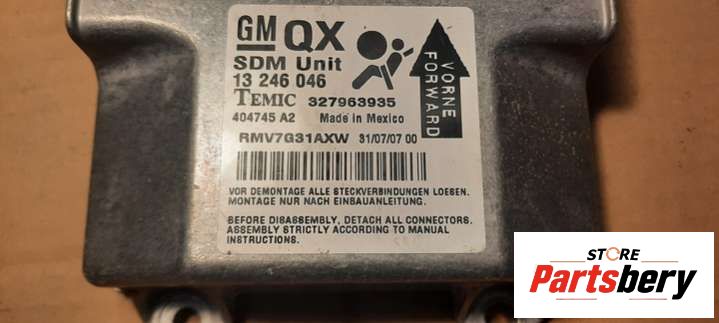 GM QX
SDM Unit
13 246 046
TEMIC 327963935
404745 A2 Made in Mexico
RMV7G31AXW 31/07/07 00
VORNE
FORWARD
VOR DEMONTAGE ALLE STECKVERBINDUNGEN LOESEN.
MONTAGE NUR NACH EINBAUANLEITUNG.
BEFORE DISASSEMBLY, DETACH ALL CONNECTORS.
ASSEMBLY STRICTLY ACCORDING TO MANUAL
INSTRUCTIONS.
STORE
Partsbery